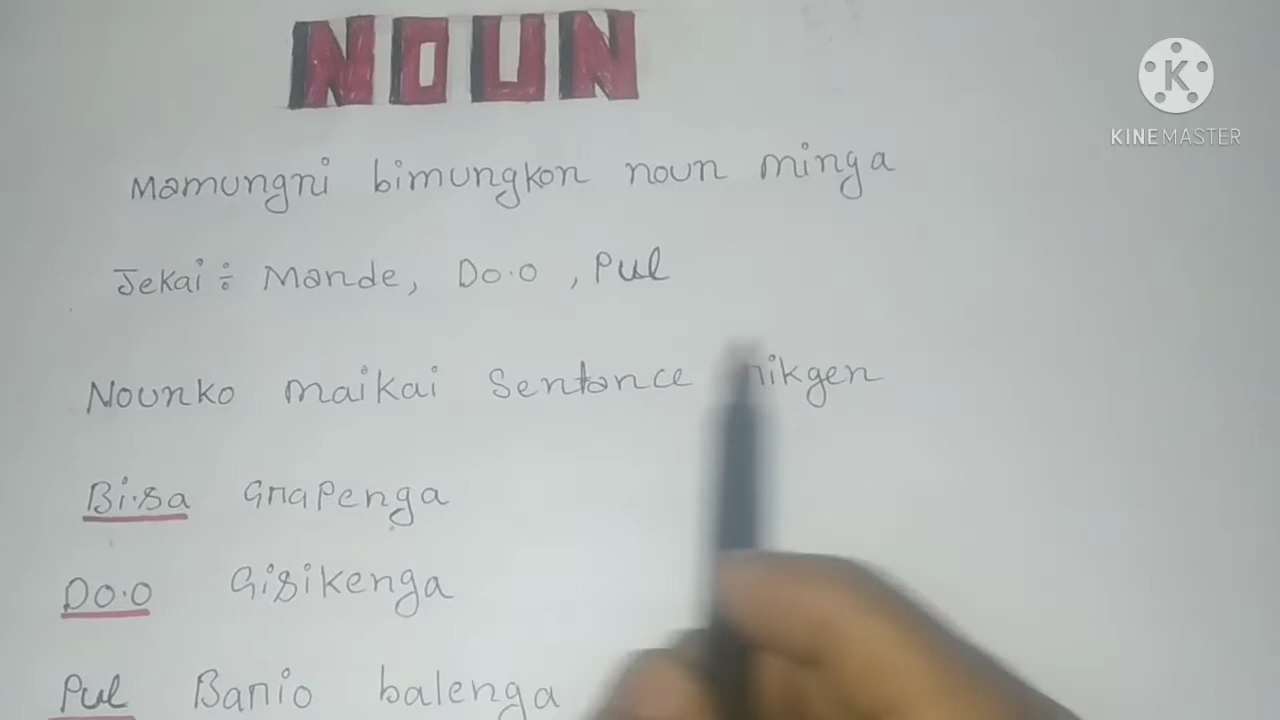 NOUN
KINEMASTER
Mamungni bimungkon noun minga
Jekai÷ Mande, Do.o, Pul
Nounko maikai Sentance
Bi.sa Grapenga
Do.o Gisikenga
Pul Banio balenga